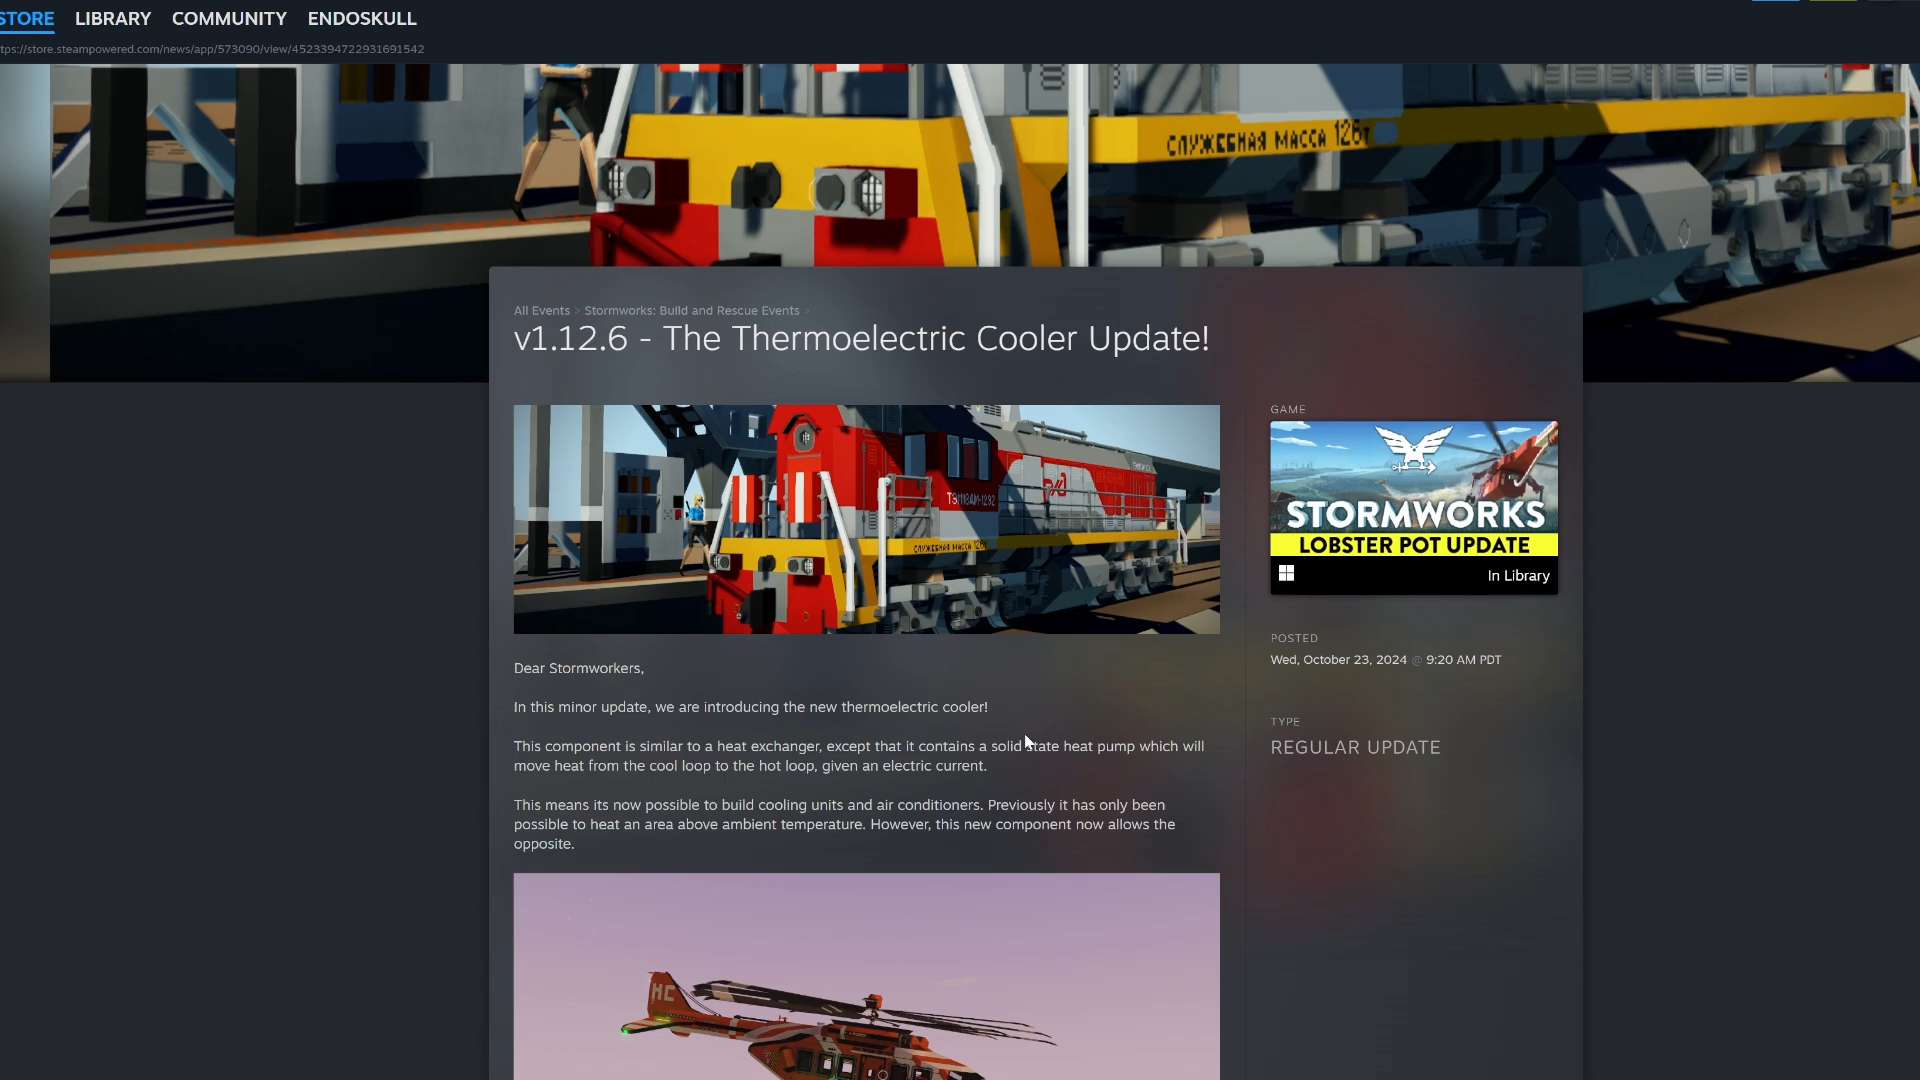 STORE LIBRARY COMMUNITY ENDOSKULL
tps://store.steampowered.com/news/app/573090/view/4523394722931691542
СЛУЖЕБНАЯ МАССА 126т
All Events > Stormworks: Build and Rescue Events >
v1.12.6 - The Thermoelectric Cooler Update!
СЛУЖЕБНАЯ МАССА 126т
Dear Stormworkers,
In this minor update, we are introducing the new thermoelectric cooler!
This component is similar to a heat exchanger, except that it contains a solid state heat pump which will
move heat from the cool loop to the hot loop, given an electric current.
This means its now possible to build cooling units and air conditioners. Previously it has only been
possible to heat an area above ambient temperature. However, this new component now allows the
opposite.
HC
GAME
STORMWORKS
LOBSTER POT UPDATE
In Library
POSTED
Wed, October 23, 2024 @ 9:20 AM PDT
TYPE
REGULAR UPDATE